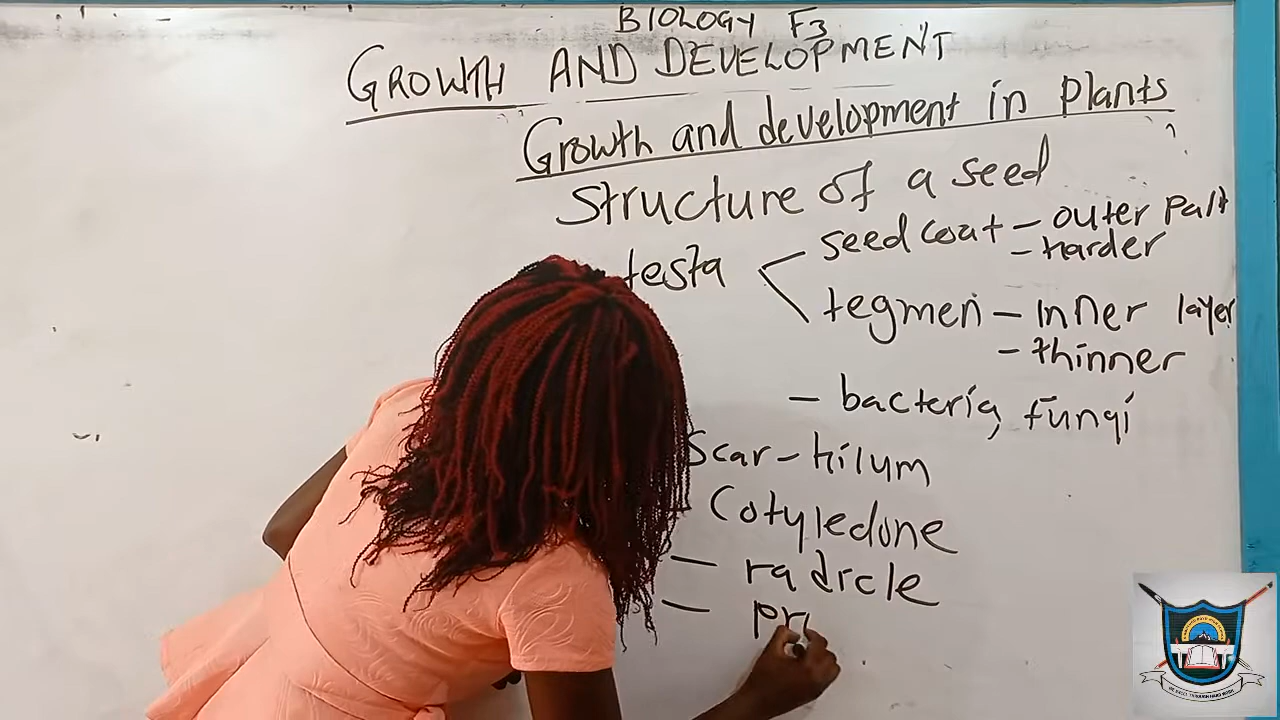 BIOLOGY F3
GROWTH AND DEVELOPMENT
Growth and development in plants
Structure of a seed
testa
seed coat - outer part
- harder
tegmen - inner layer
- thinner
- bacteria, fungi
Scar - hilum
Cotyledone
- radicle
- pr